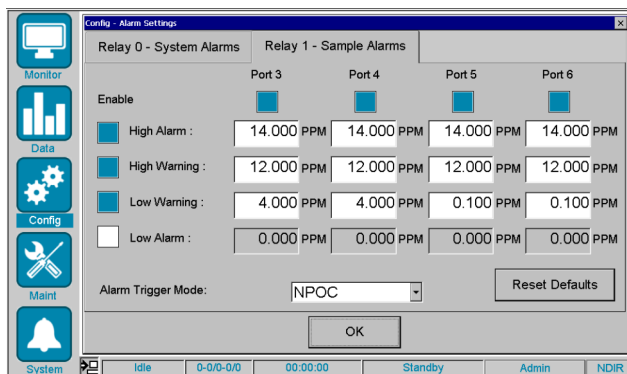 Config - Alarm Settings
Relay 0 - System Alarms Relay 1 - Sample Alarms
Monitor
Port 3 Port 4 Port 5 Port 6
Enable
High Alarm : 14.000 PPM 14.000 PPM 14.000 PPM 14.000 PPM
Data
High Warning : 12.000 PPM 12.000 PPM 12.000 PPM 12.000 PPM
Low Warning : 4.000 PPM 4.000 PPM 0.100 PPM 0.100 PPM
Config
Low Alarm : 0.000 PPM 0.000 PPM 0.000 PPM 0.000 PPM
Alarm Trigger Mode: NPOC Reset Defaults
Maint
OK
System
Idle 0-0/0-0/0 00:00:00 Standby Admin NDIR